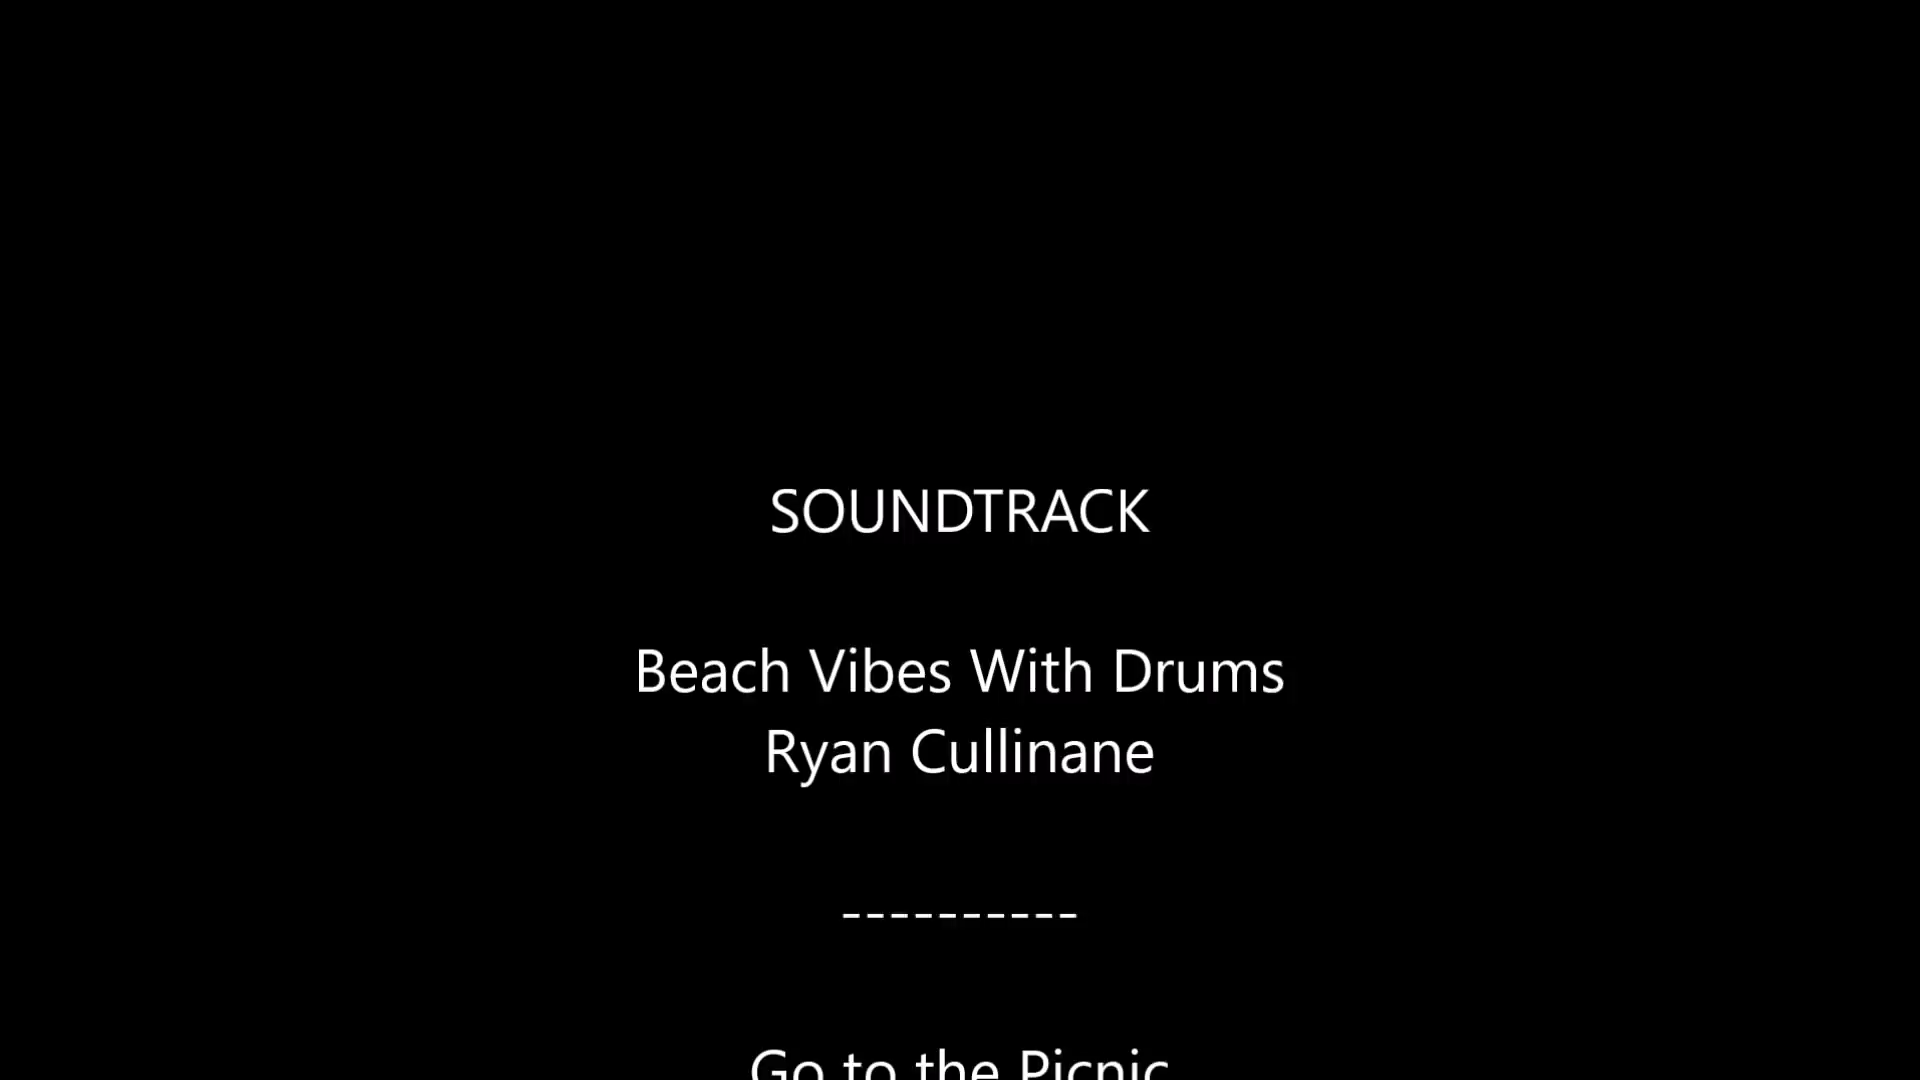 SOUNDTRACK
Beach Vibes With Drums
Ryan Cullinane
----------
Go to the Picnic